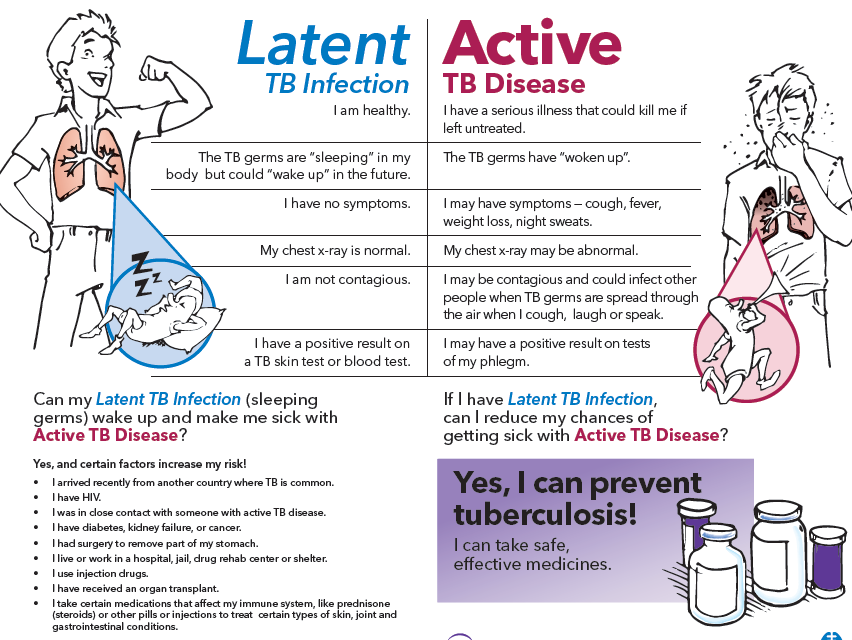 Latent
TB Infection
Active
TB Disease
I am healthy.
I have a serious illness that could kill me if
left untreated.
The TB germs are “sleeping” in my
body but could “wake up” in the future.
The TB germs have “woken up”.
I have no symptoms.
I may have symptoms – cough, fever,
weight loss, night sweats.
My chest x-ray is normal.
My chest x-ray may be abnormal.
I am not contagious.
I may be contagious and could infect other
people when TB germs are spread through
the air when I cough, laugh or speak.
I have a positive result on
a TB skin test or blood test.
I may have a positive result on tests
of my phlegm.
Z
Z
Z
Z
Can my Latent TB Infection (sleeping
germs) wake up and make me sick with
Active TB Disease?
Yes, and certain factors increase my risk!
• I arrived recently from another country where TB is common.
• I have HIV.
• I was in close contact with someone with active TB disease.
• I have diabetes, kidney failure, or cancer.
• I had surgery to remove part of my stomach.
• I live or work in a hospital, jail, drug rehab center or shelter.
• I use injection drugs.
• I have received an organ transplant.
• I take certain medications that affect my immune system, like prednisone
(steroids) or other pills or injections to treat certain types of skin, joint and
gastrointestinal conditions.
If I have Latent TB Infection,
can I reduce my chances of
getting sick with Active TB Disease?
Yes, I can prevent
tuberculosis!
I can take safe,
effective medicines.